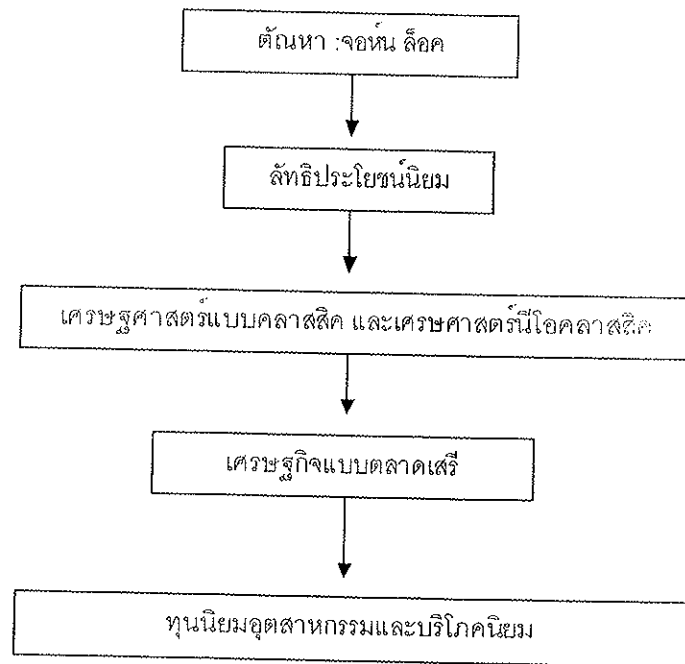 ตัณหา :จอห์น ล็อค
ลัทธิประโยชน์นิยม
เศรษฐศาสตร์แบบคลาสสิค และเศรษศาสตร์นีโอคลาสสิค
เศรษฐกิจแบบตลาดเสรี
ทุนนิยมอุตสาหกรรมและบริโภคนิยม